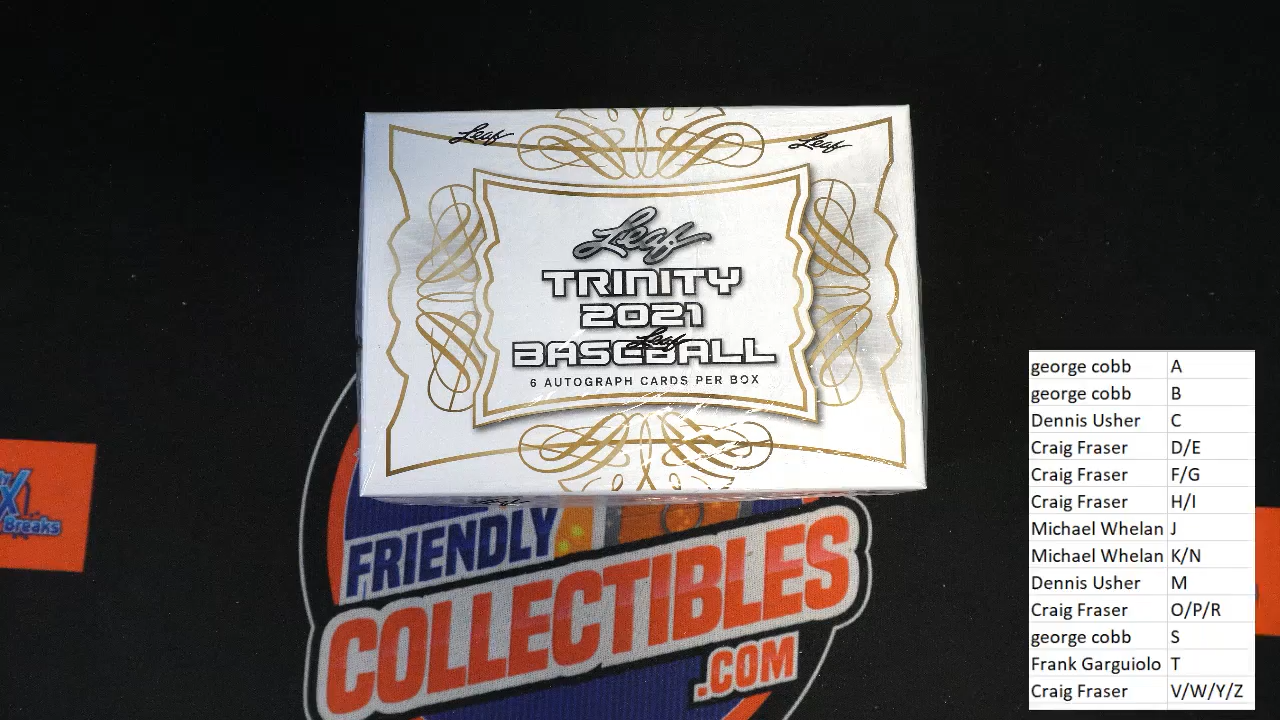 Leaf
Leaf
Leaf
TRINITY
2021
Leaf
BASEBALL
6 AUTOGRAPH CARDS PER BOX
Breaks
FRIENDLY
COLLECTIBLES
.COM
george cobb A
george cobb B
Dennis Usher C
Craig Fraser D/E
Craig Fraser F/G
Craig Fraser H/I
Michael Whelan J
Michael Whelan K/N
Dennis Usher M
Craig Fraser O/P/R
george cobb S
Frank Garguiolo T
Craig Fraser V/W/Y/Z